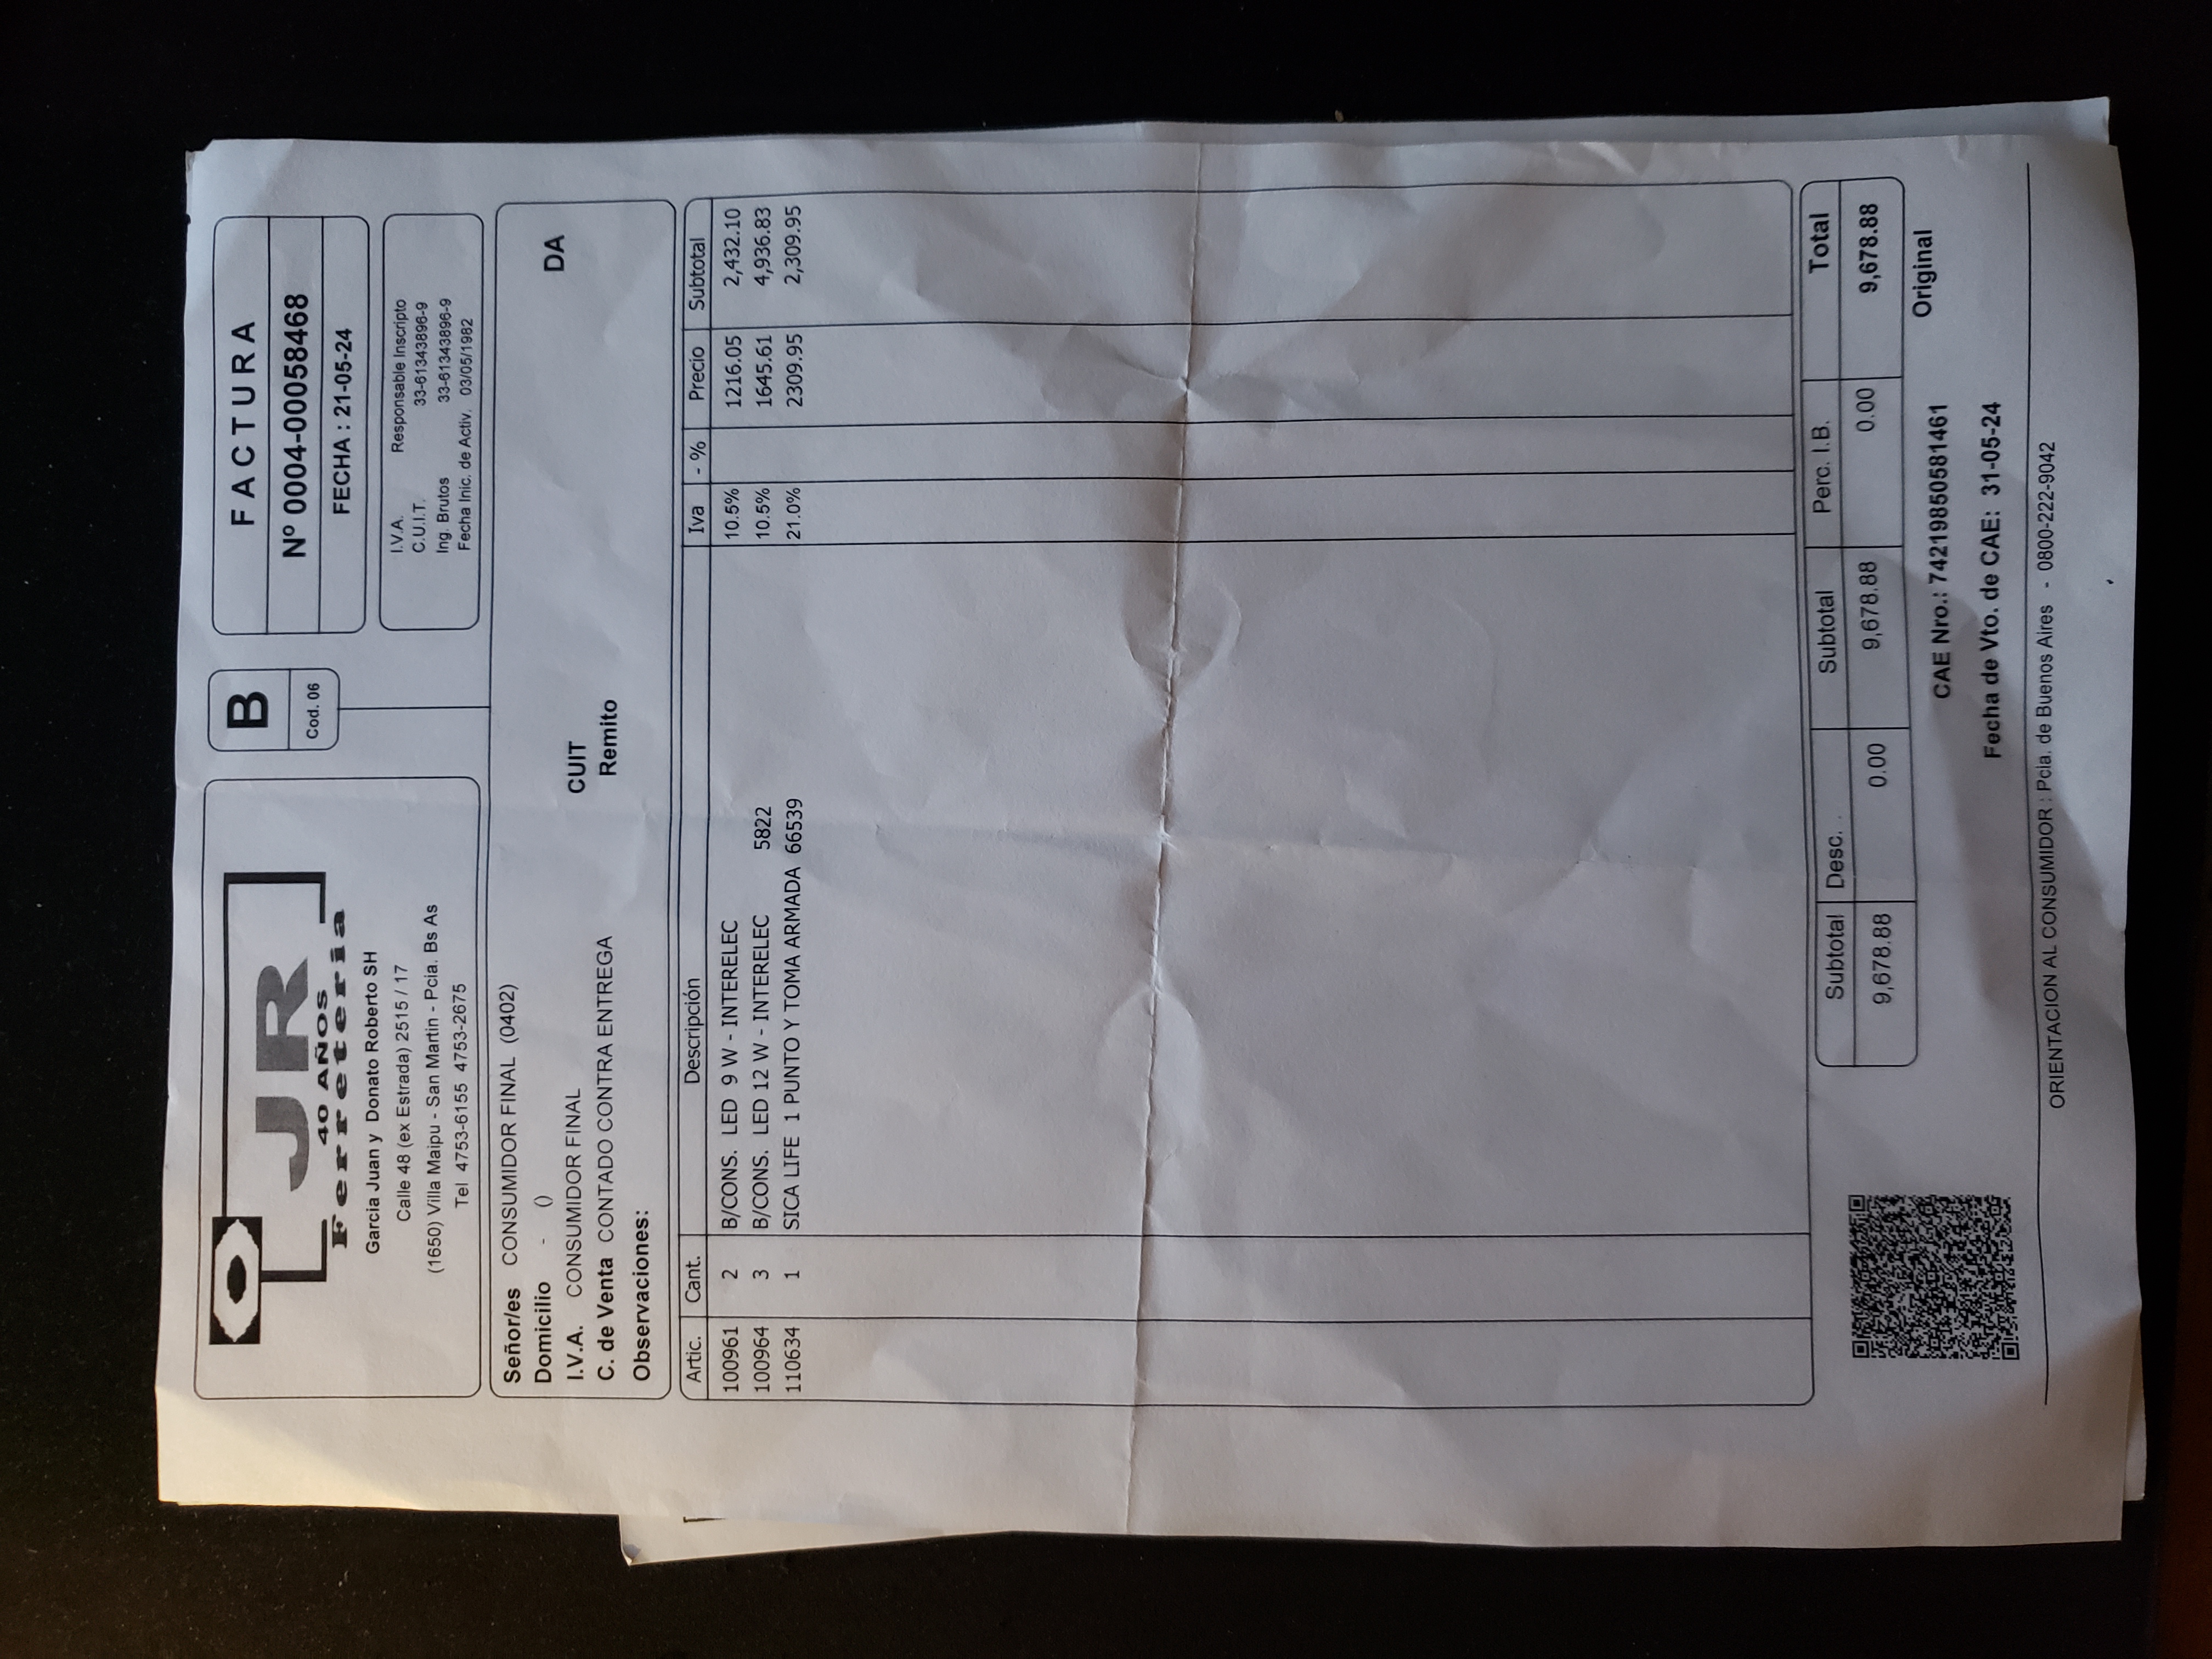 JR
40 AÑOS
Ferreteria
Garcia Juan y Donato Roberto SH
Calle 48 (ex Estrada) 2515 / 17
(1650) Villa Maipu - San Martin - Pcia. Bs As
Tel 4753-6155 4753-2675
B
Cod. 06
FACTURA
Nº 0004-00058468
FECHA : 21-05-24
I.V.A. Responsable Inscripto
C.U.I.T. 33-61343896-9
Ing. Brutos 33-61343896-9
Fecha Inic. de Activ. 03/05/1982
Señor/es CONSUMIDOR FINAL (0402)
Domicilio - ()
DA
I.V.A. CONSUMIDOR FINAL CUIT
C. de Venta CONTADO CONTRA ENTREGA Remito
Observaciones:
Artic. Cant. Descripción Iva - % Precio Subtotal
100961 2 B/CONS. LED 9 W - INTERELEC 10.5% 1216.05 2,432.10
100964 3 B/CONS. LED 12 W - INTERELEC 5822 10.5% 1645.61 4,936.83
110634 1 SICA LIFE 1 PUNTO Y TOMA ARMADA 66539 21.0% 2309.95 2,309.95
Subtotal Desc. Subtotal Perc. I.B. Total
9,678.88 0.00 9,678.88 0.00 9,678.88
Original
CAE Nro.: 74219850581461
Fecha de Vto. de CAE: 31-05-24
ORIENTACION AL CONSUMIDOR : Pcia. de Buenos Aires - 0800-222-9042